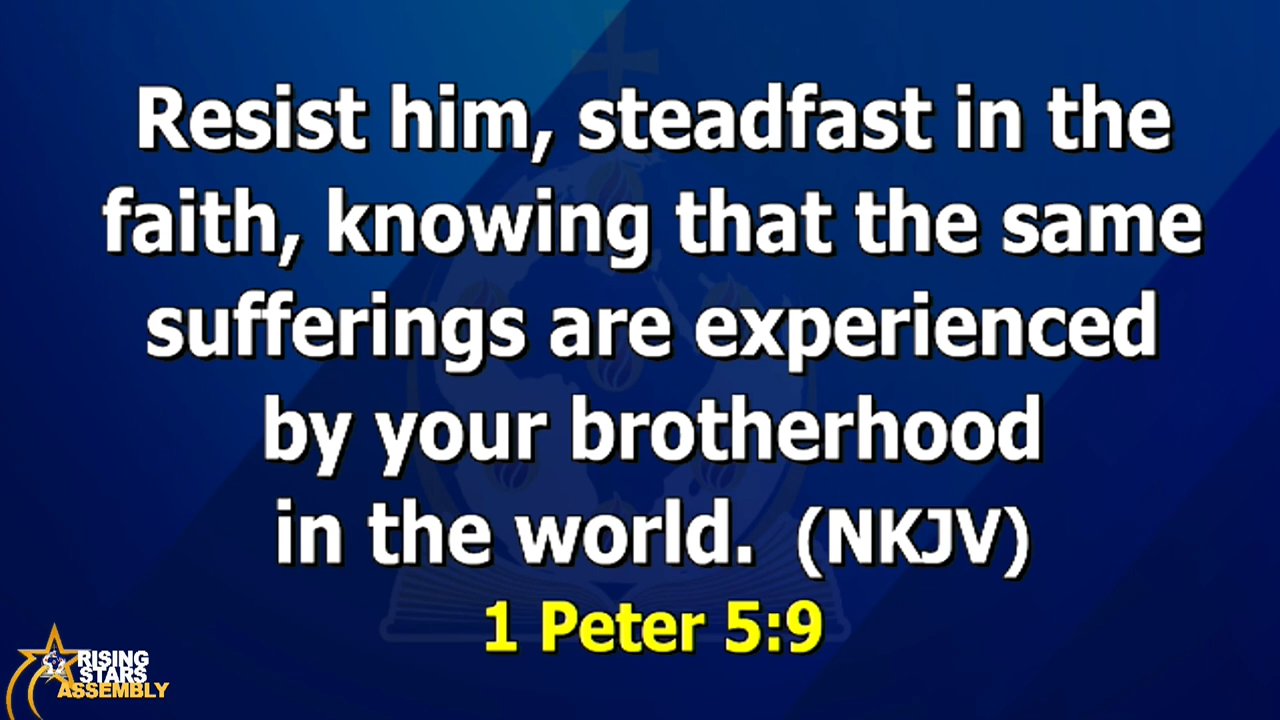 Resist him, steadfast in the
faith, knowing that the same
sufferings are experienced
by your brotherhood
in the world. (NKJV)
1 Peter 5:9
RISING
STARS
ASSEMBLY